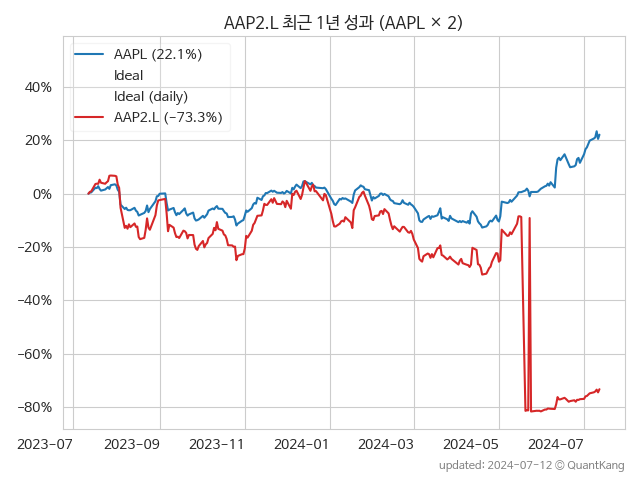 AAP2.L 최근 1년 성과 (AAPL × 2)
AAPL (22.1%)
Ideal
Ideal (daily)
AAP2.L (−73.3%)
40%
20%
0%
−20%
−40%
−60%
−80%
2023-07 2023-09 2023-11 2024-01 2024-03 2024-05 2024-07
updated: 2024-07-12 © QuantKang